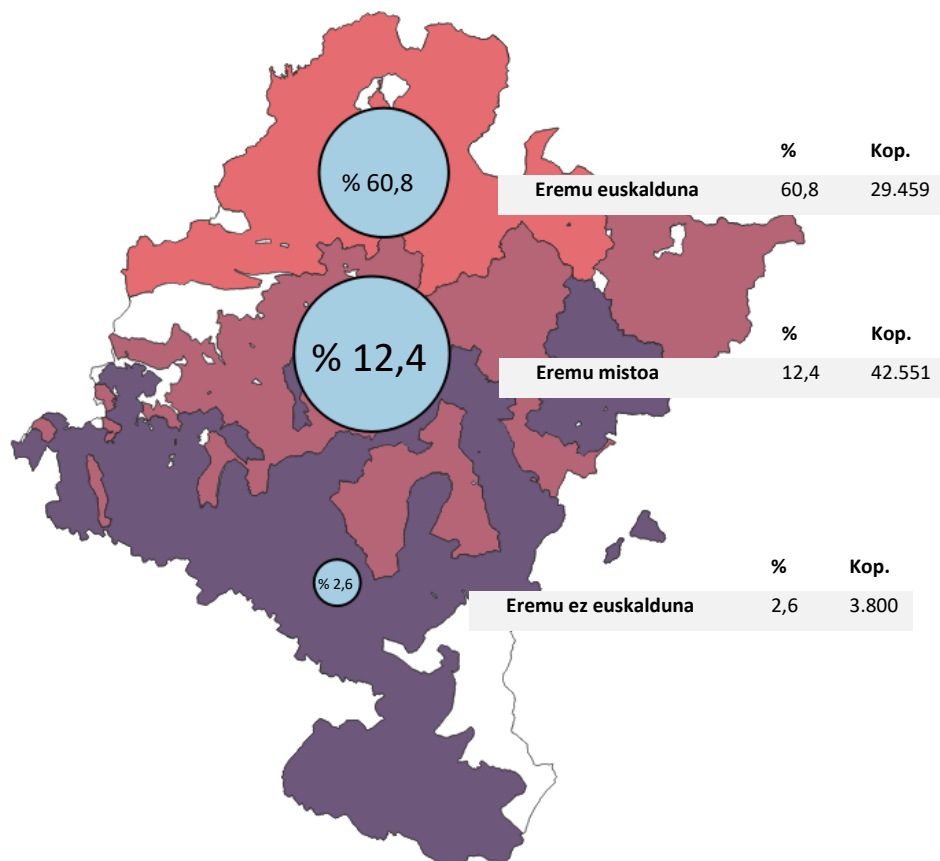 % Kop.
% 60,8
Eremu euskalduna 60,8 29.459
% Kop.
% 12,4
Eremu mistoa 12,4 42.551
% Kop.
% 2,6
Eremu ez euskalduna 2,6 3.800